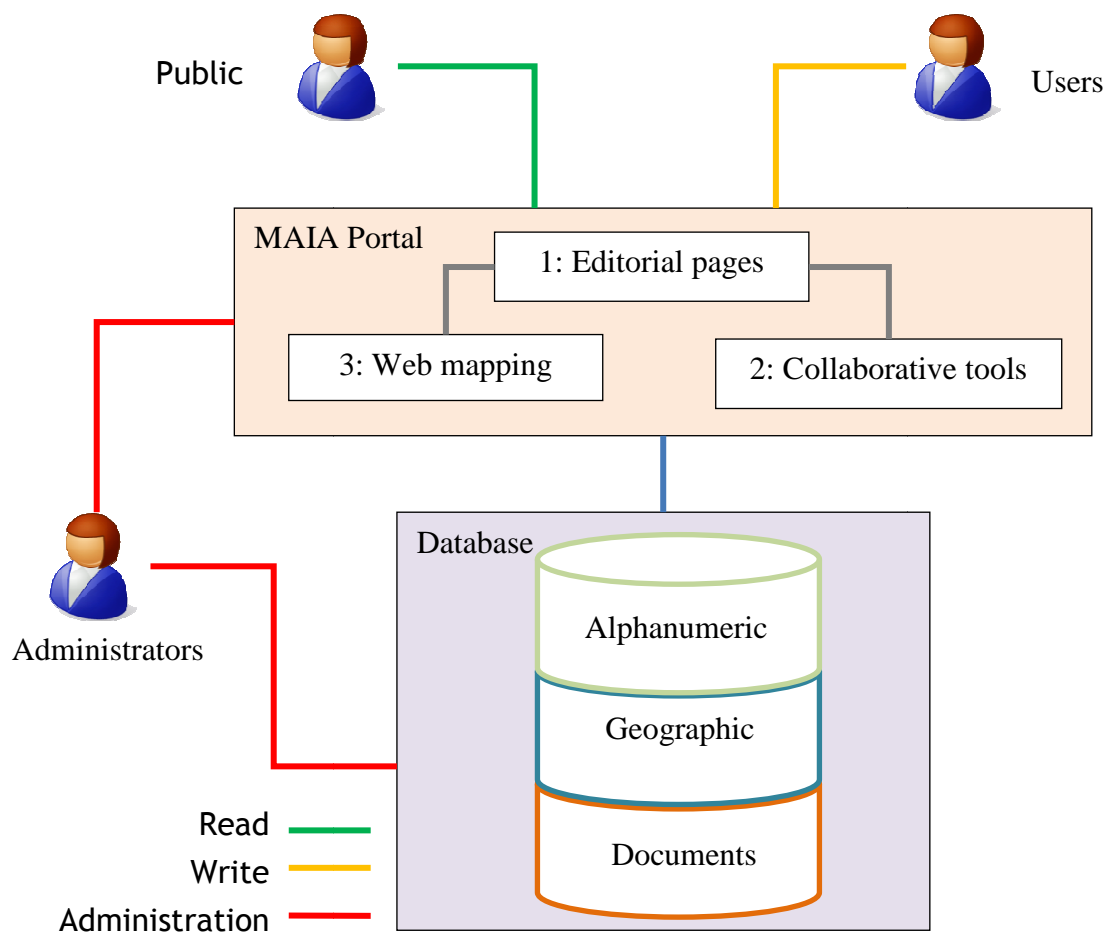 Public
Users
MAIA Portal
1: Editorial pages
3: Web mapping
2: Collaborative tools
Database
Administrators
Alphanumeric
Geographic
Documents
Read
Write
Administration